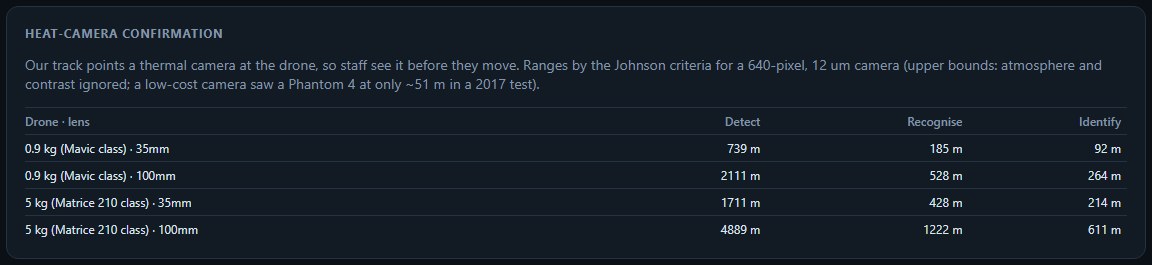 HEAT-CAMERA CONFIRMATION
Our track points a thermal camera at the drone, so staff see it before they move. Ranges by the Johnson criteria for a 640-pixel, 12 um camera (upper bounds: atmosphere and
contrast ignored; a low-cost camera saw a Phantom 4 at only ~51 m in a 2017 test).
Drone · lens Detect Recognise Identify
0.9 kg (Mavic class) · 35mm 739 m 185 m 92 m
0.9 kg (Mavic class) · 100mm 2111 m 528 m 264 m
5 kg (Matrice 210 class) · 35mm 1711 m 428 m 214 m
5 kg (Matrice 210 class) · 100mm 4889 m 1222 m 611 m